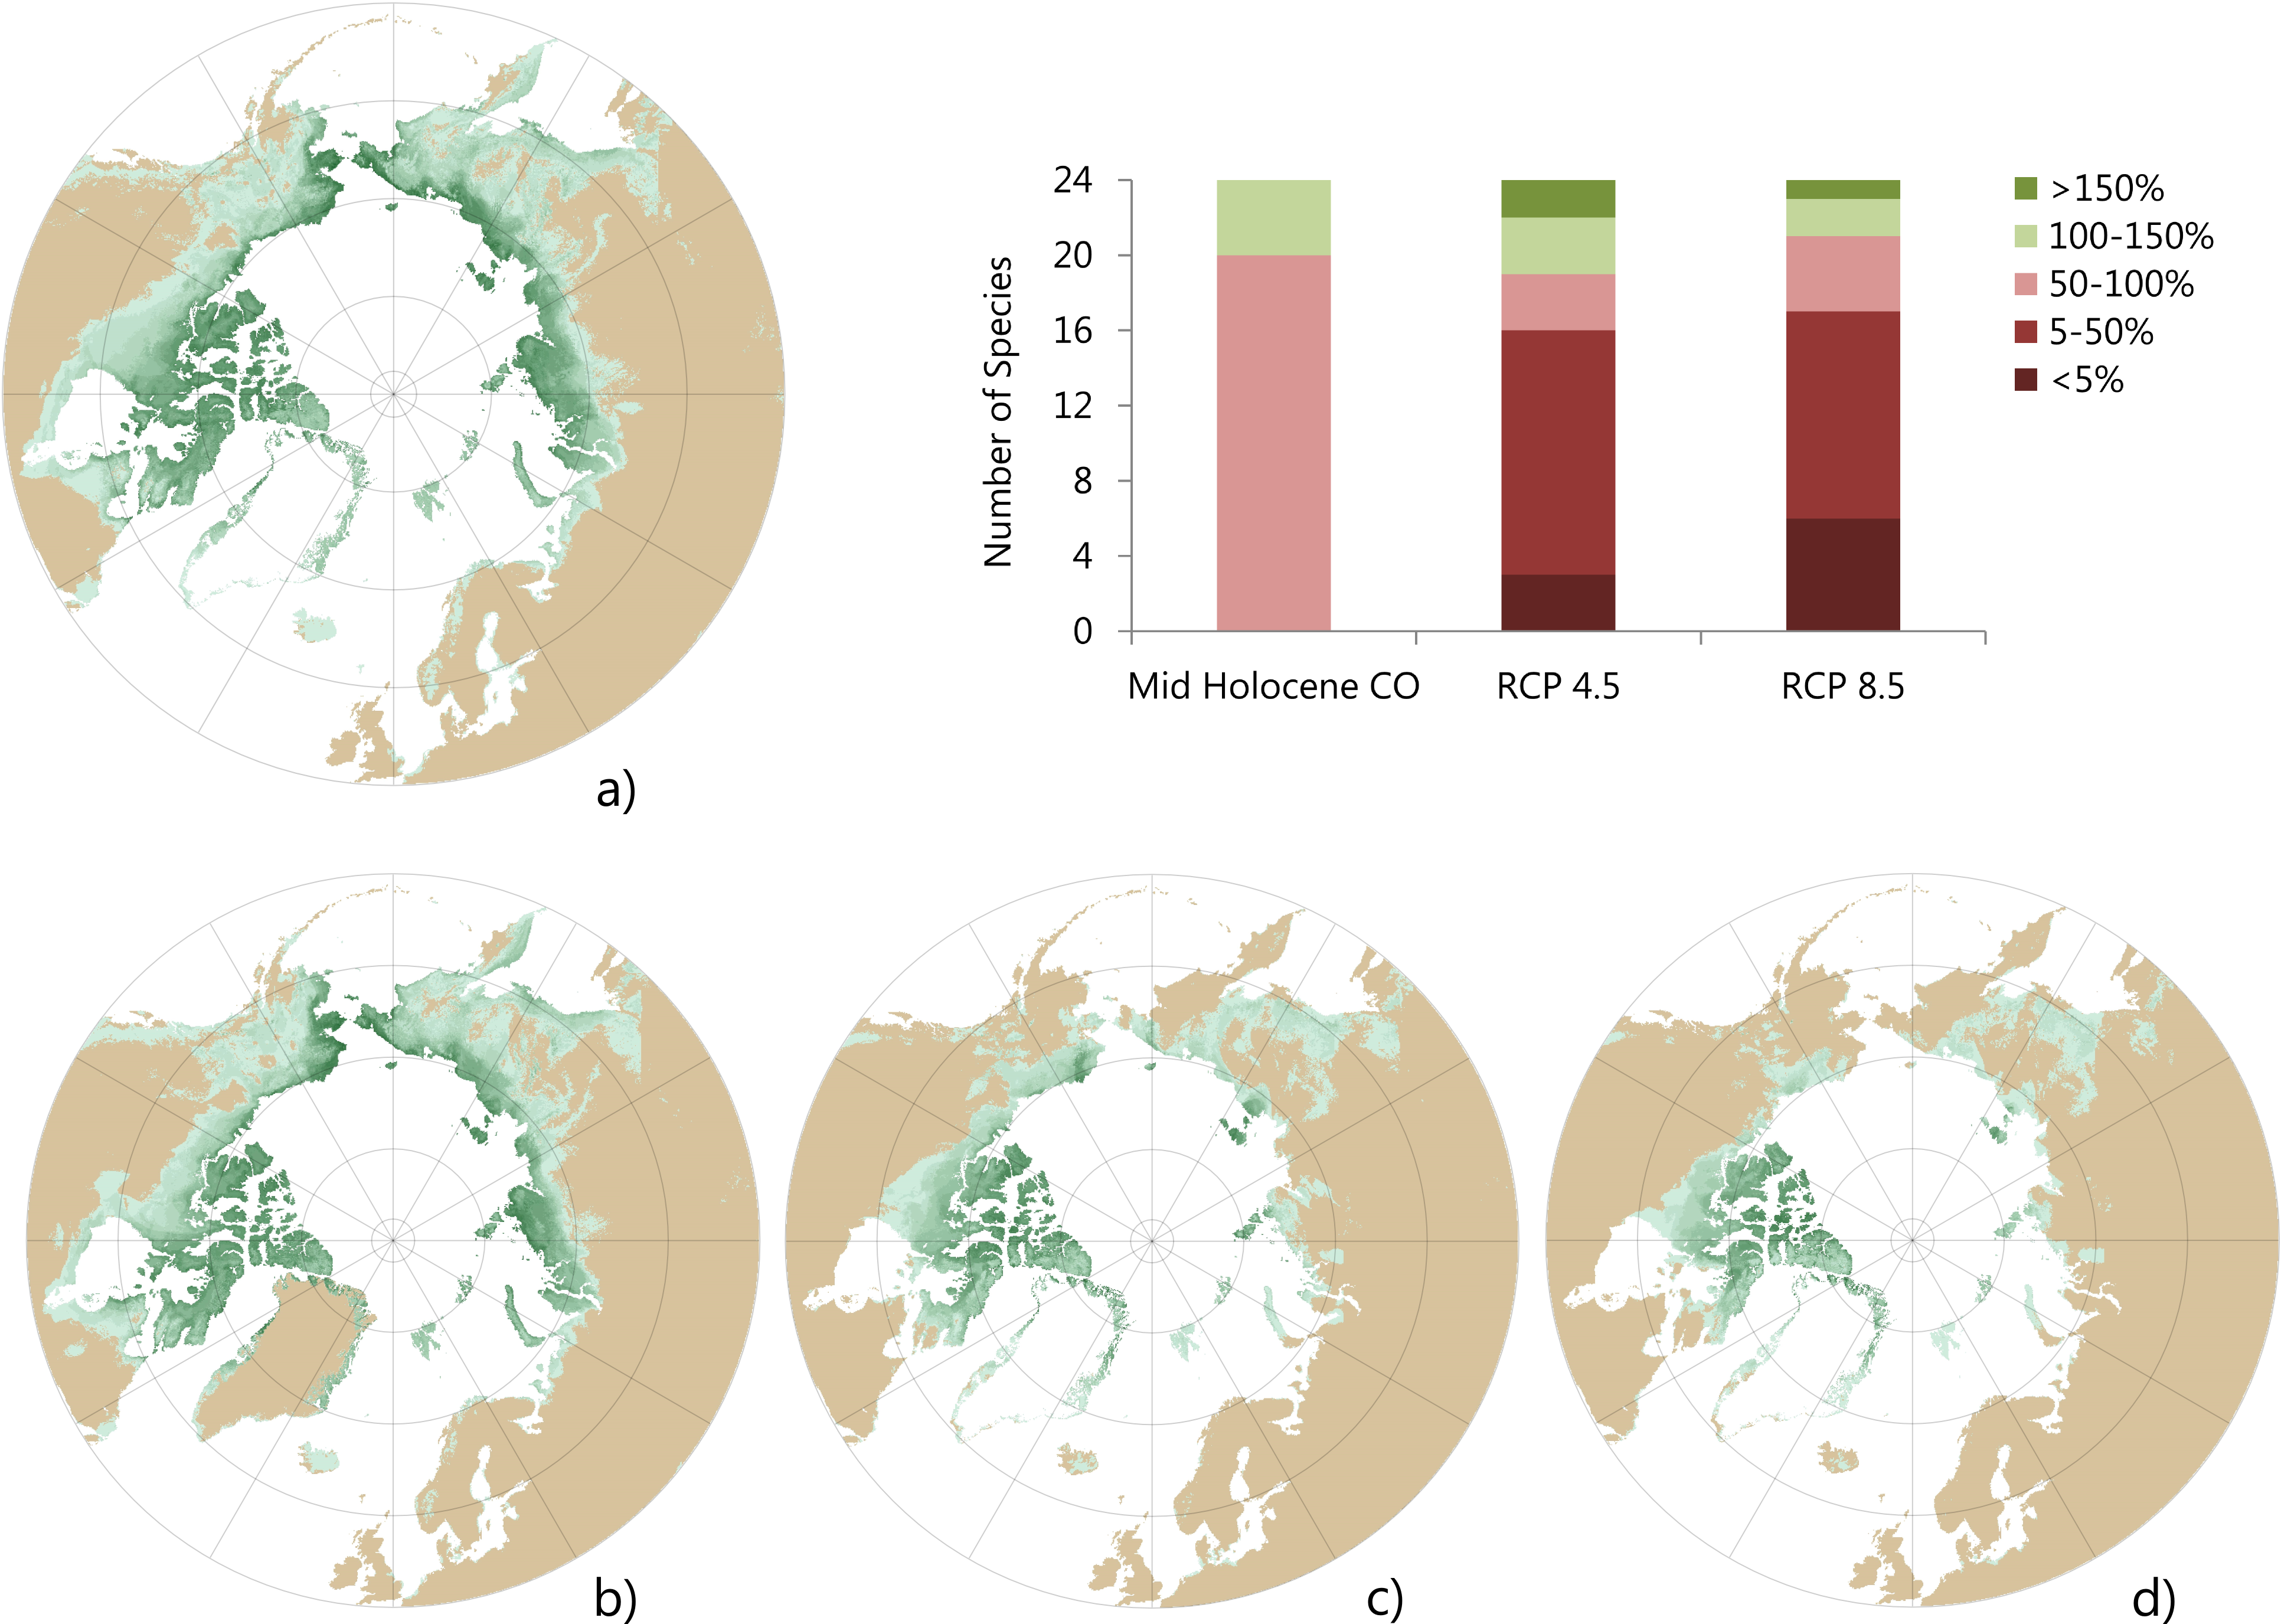 a)
Number of Species
24
20
16
12
8
4
0
Mid Holocene CO
RCP 4.5
RCP 8.5
>150%
100-150%
50-100%
5-50%
<5%
b)
c)
d)